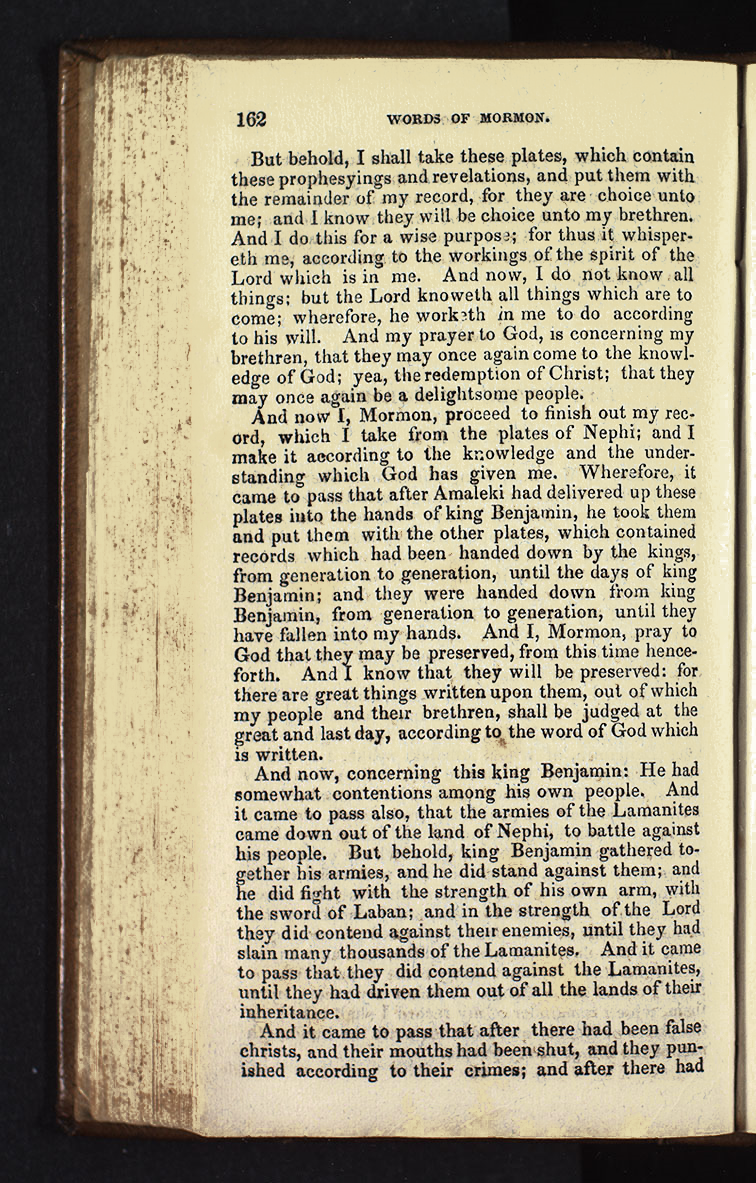 162 WORDS OF MORMON.
But behold, I shall take these plates, which contain
these prophesyings and revelations, and put them with
the remainder of my record, for they are choice unto
me; and I know they will be choice unto my brethren.
And I do this for a wise purpose; for thus it whisper-
eth me, according to the workings of the spirit of the
Lord which is in me. And now, I do not know all
things; but the Lord knoweth all things which are to
come; wherefore, he worketh in me to do according
to his will. And my prayer to God, is concerning my
brethren, that they may once again come to the knowl-
edge of God; yea, the redemption of Christ; that they
may once again be a delightsome people.
And now I, Mormon, proceed to finish out my rec-
ord, which I take from the plates of Nephi; and I
make it according to the knowledge and the under-
standing which God has given me. Wherefore, it
came to pass that after Amaleki had delivered up these
plates into the hands of king Benjamin, he took them
and put them with the other plates, which contained
records which had been handed down by the kings,
from generation to generation, until the days of king
Benjamin; and they were handed down from king
Benjamin, from generation to generation, until they
have fallen into my hands. And I, Mormon, pray to
God that they may be preserved, from this time hence-
forth. And I know that they will be preserved: for
there are great things written upon them, out of which
my people and their brethren, shall be judged at the
great and last day, according to the word of God which
is written.
And now, concerning this king Benjamin: He had
somewhat contentions among his own people. And
it came to pass also, that the armies of the Lamanites
came down out of the land of Nephi, to battle against
his people. But behold, king Benjamin gathered to-
gether his armies, and he did stand against them; and
he did fight with the strength of his own arm, with
the sword of Laban; and in the strength of the Lord
they did contend against their enemies, until they had
slain many thousands of the Lamanites. And it came
to pass that they did contend against the Lamanites,
until they had driven them out of all the lands of their
inheritance.
And it came to pass that after there had been false
christs, and their mouths had been shut, and they pun-
ished according to their crimes; and after there had